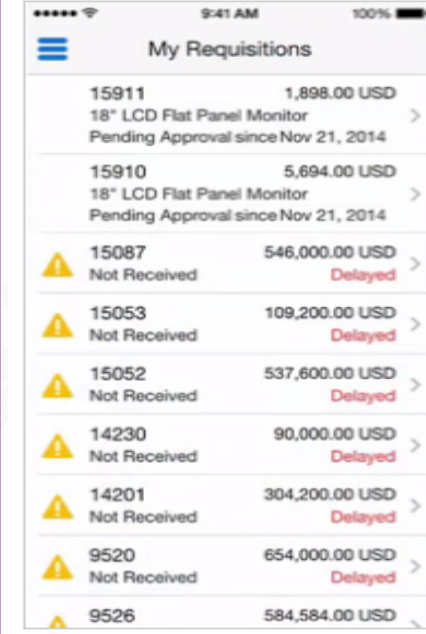 9:41 AM 100%
My Requisitions
15911 1,898.00 USD
18" LCD Flat Panel Monitor
Pending Approval since Nov 21, 2014
15910 5,694.00 USD
18" LCD Flat Panel Monitor
Pending Approval since Nov 21, 2014
15087 546,000.00 USD
Not Received Delayed
15053 109,200.00 USD
Not Received Delayed
15052 537,600.00 USD
Not Received Delayed
14230 90,000.00 USD
Not Received Delayed
14201 304,200.00 USD
Not Received Delayed
9520 654,000.00 USD
Not Received Delayed
9526 584,584.00 USD